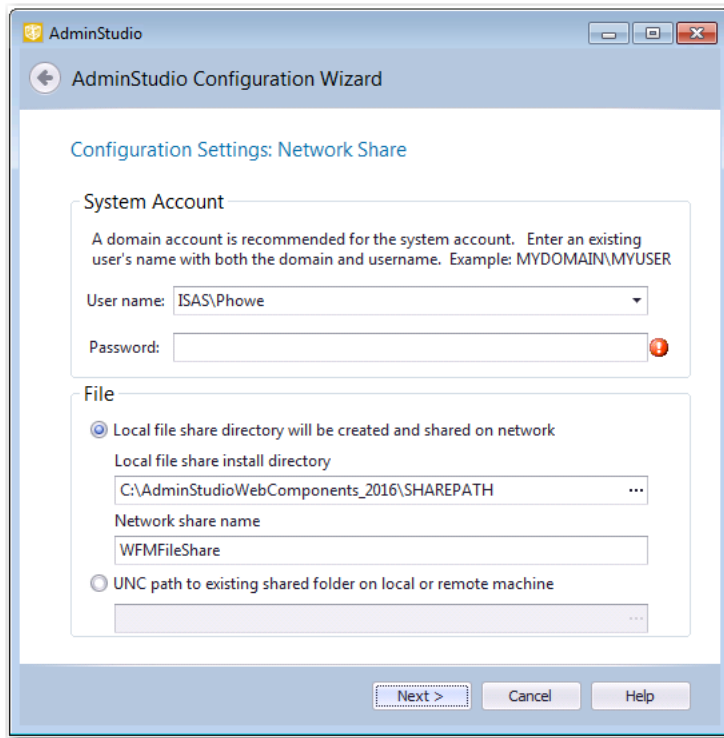 AdminStudio
AdminStudio Configuration Wizard
Configuration Settings: Network Share
System Account
A domain account is recommended for the system account. Enter an existing
user's name with both the domain and username. Example: MYDOMAIN\MYUSER
User name: ISAS\Phowe
Password:
File
Local file share directory will be created and shared on network
Local file share install directory
C:\AdminStudioWebComponents_2016\SHAREPATH ...
Network share name
WFMFileShare
UNC path to existing shared folder on local or remote machine
...
Next > Cancel Help